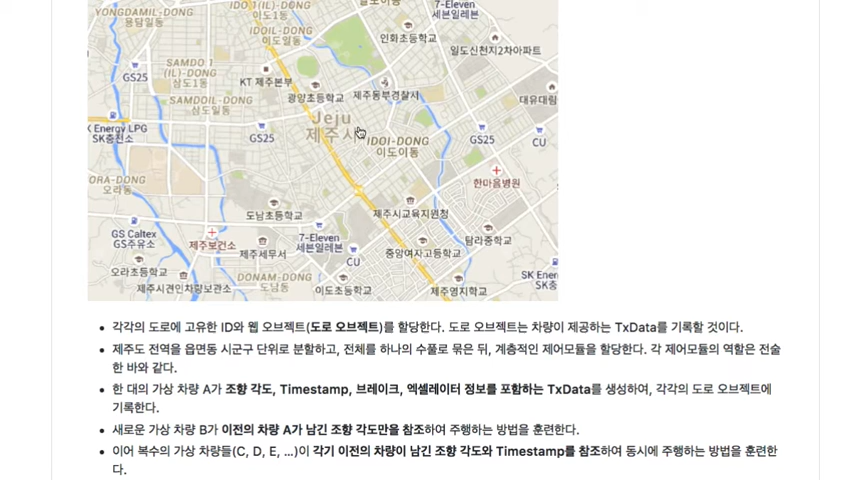 YONGDAMIL-DONG
용담일동
IDO1(IL)-DONG
이도1동
7-Eleven
세븐일레븐
인화초등학교
IDOIL-DONG
이도일동
일도신천지2차아파트
SAMDO 1
(IL)-DONG
삼도1동
GS25
KT 제주본부
제주동부경찰서
광양초등학교
대유대림
SAMDOIL-DONG
삼도일동
Jeju
제주시
K Energy LPG
SK충전소
GS25
IDOI-DONG
이도이동
GS25
CU
한마음병원
ORA-DONG
오라동
도남초등학교
제주시교육지원청
GS Caltex
GS주유소
제주보건소
7-Eleven
세븐일레븐
탐라중학교
제주세무서
중앙여자고등학교
CU
오라초등학교
DONAM-DONG
도남동
이도초등학교
제주영지학교
SK Ener
SK충
제주시견인차량보관소
• 각각의 도로에 고유한 ID와 웹 오브젝트(도로 오브젝트)를 할당한다. 도로 오브젝트는 차량이 제공하는 TxData를 기록할 것이다.
• 제주도 전역을 읍면동 시군구 단위로 분할하고, 전체를 하나의 수풀로 묶은 뒤, 계층적인 제어모듈을 할당한다. 각 제어모듈의 역할은 전술
한 바와 같다.
• 한 대의 가상 차량 A가 조향 각도, Timestamp, 브레이크, 엑셀레이터 정보를 포함하는 TxData를 생성하여, 각각의 도로 오브젝트에
기록한다.
• 새로운 가상 차량 B가 이전의 차량 A가 남긴 조향 각도만을 참조하여 주행하는 방법을 훈련한다.
• 이어 복수의 가상 차량들(C, D, E, ...)이 각기 이전의 차량이 남긴 조향 각도와 Timestamp를 참조하여 동시에 주행하는 방법을 훈련한
다.